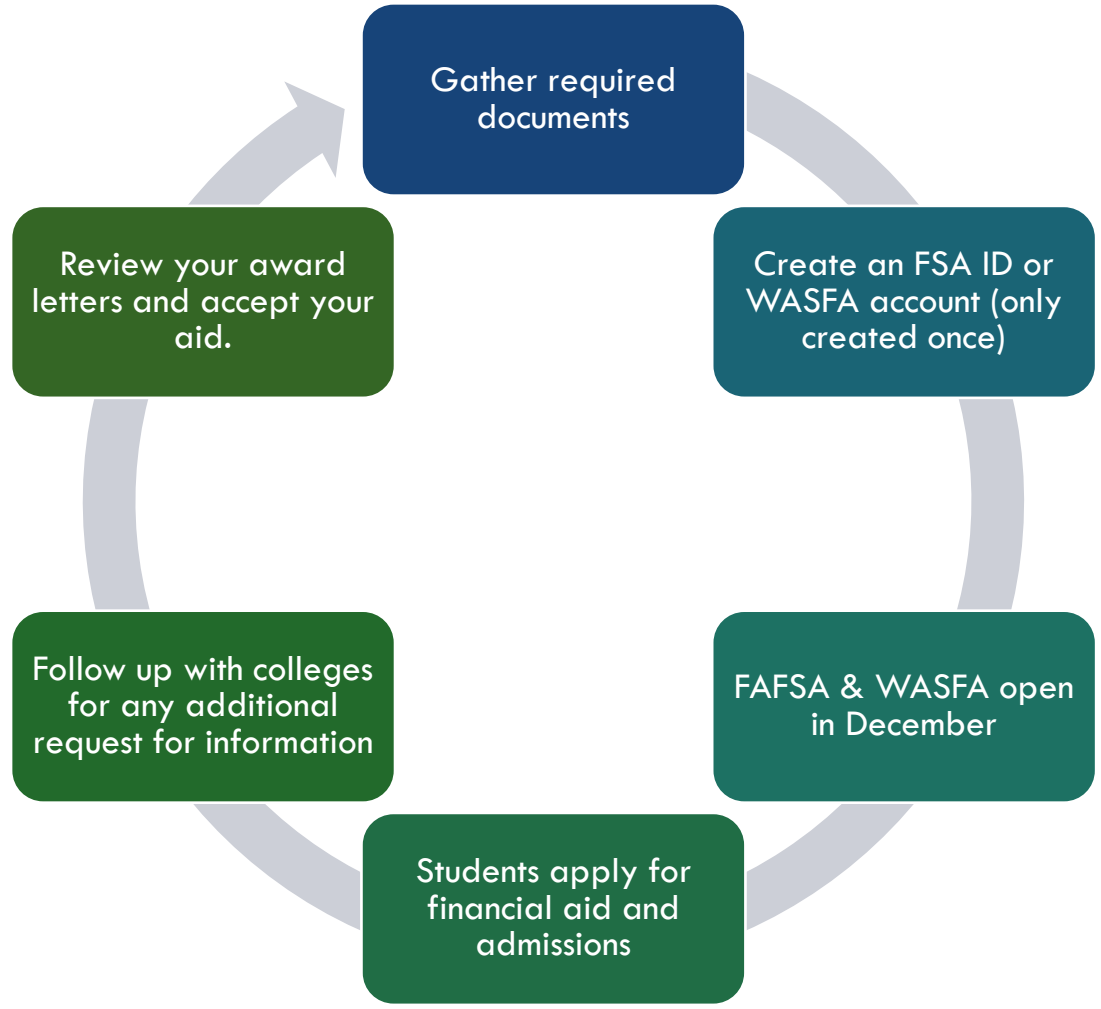 Gather required
documents
Create an FSA ID or
WASFA account (only
created once)
FAFSA & WASFA open
in December
Students apply for
financial aid and
admissions
Follow up with colleges
for any additional
request for information
Review your award
letters and accept your
aid.